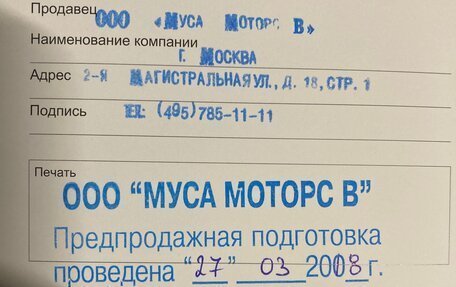 Продавец ООО «Муса Моторс В»
Наименование компании
г. Москва
Адрес 2-я Магистральная ул., д. 18, стр. 1
Подпись тел: (495)785-11-11
Печать
ООО "МУСА МОТОРС В"
Предпродажная подготовка
проведена "27" 03 2008 г.